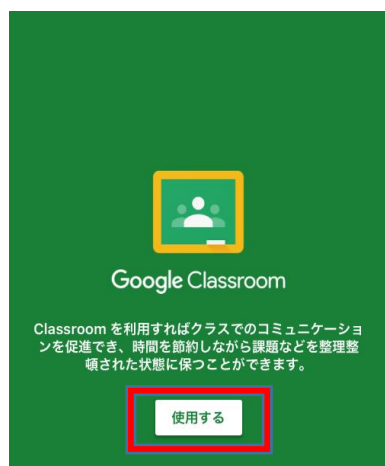 Google Classroom
Classroom を利用すればクラスでのコミュニケーショ
ンを促進でき、時間を節約しながら課題などを整理整
頓された状態に保つことができます。
使用する